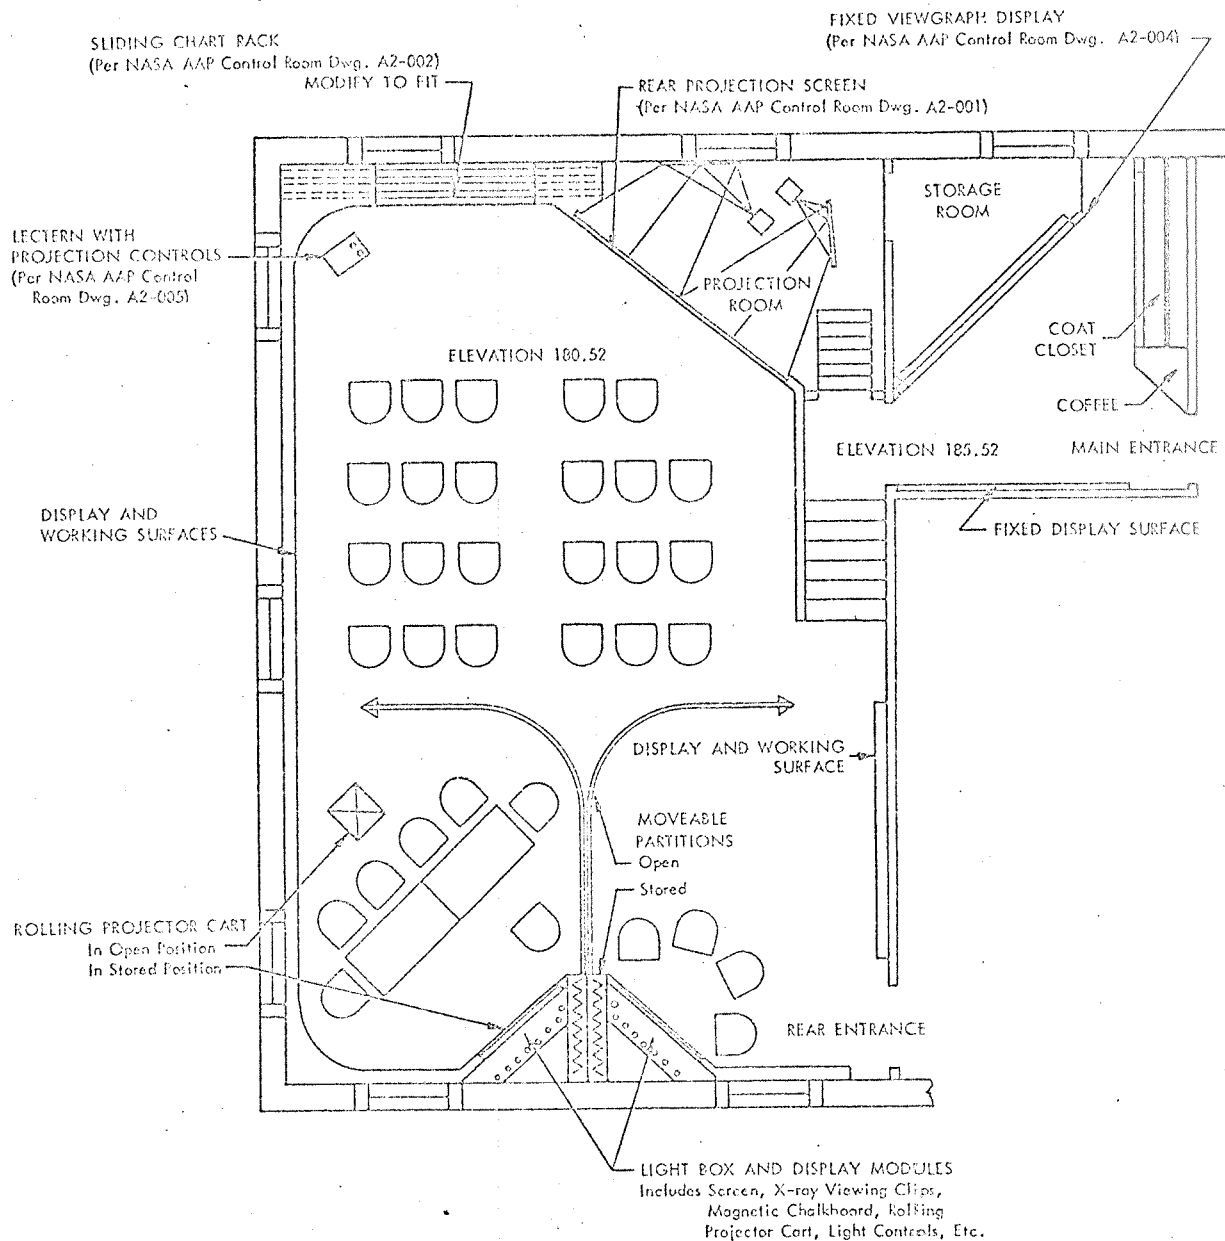 SLIDING CHART RACK
(Per NASA AAP Control Room Dwg. A2-002)
MODIFY TO FIT
FIXED VIEWGRAPH DISPLAY
(Per NASA AAP Control Room Dwg. A2-004)
REAR PROJECTION SCREEN
(Per NASA AAP Control Room Dwg. A2-001)
STORAGE
ROOM
LECTERN WITH
PROJECTION CONTROLS
(Per NASA AAP Control
Room Dwg. A2-005)
PROJECTION
ROOM
COAT
CLOSET
ELEVATION 180.52
COFFEE
ELEVATION 185.52
MAIN ENTRANCE
DISPLAY AND
WORKING SURFACES
FIXED DISPLAY SURFACE
DISPLAY AND WORKING
SURFACE
MOVEABLE
PARTITIONS
Open
Stored
ROLLING PROJECTOR CART
In Open Position
In Stored Position
REAR ENTRANCE
LIGHT BOX AND DISPLAY MODULES
Includes Screen, X-ray Viewing Clips,
Magnetic Chalkboard, Rolling
Projector Cart, Light Controls, Etc.